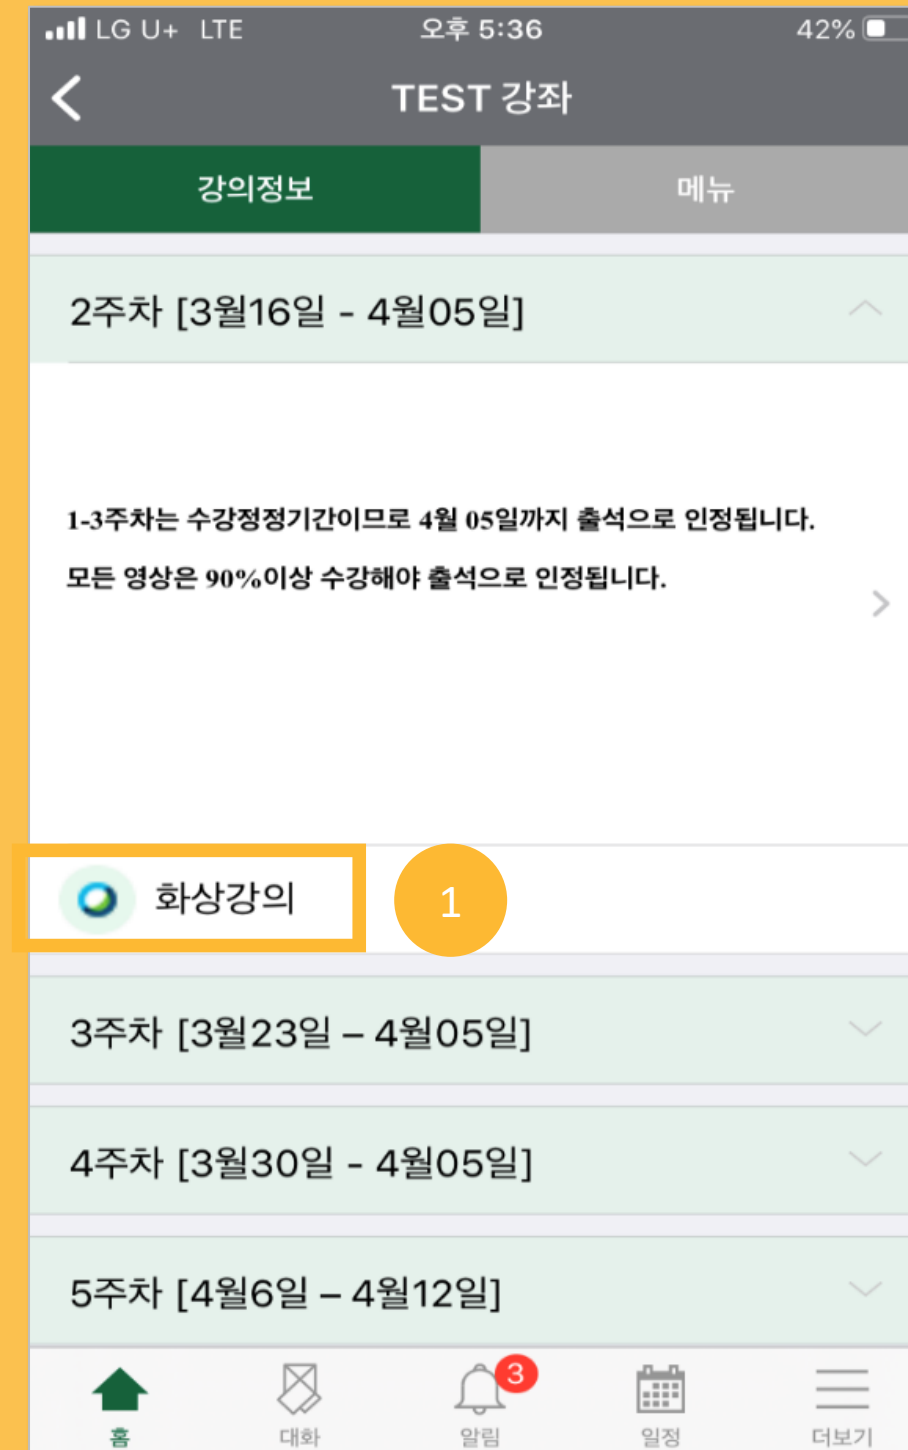 LG U+ LTE 오후 5:36 42%
TEST 강좌
강의정보 메뉴
2주차 [3월16일 - 4월05일]
1-3주차는 수강정정기간이므로 4월 05일까지 출석으로 인정됩니다.
모든 영상은 90%이상 수강해야 출석으로 인정됩니다.
화상강의 1
3주차 [3월23일 – 4월05일]
4주차 [3월30일 - 4월05일]
5주차 [4월6일 – 4월12일]
3
홈 대화 알림 일정 더보기